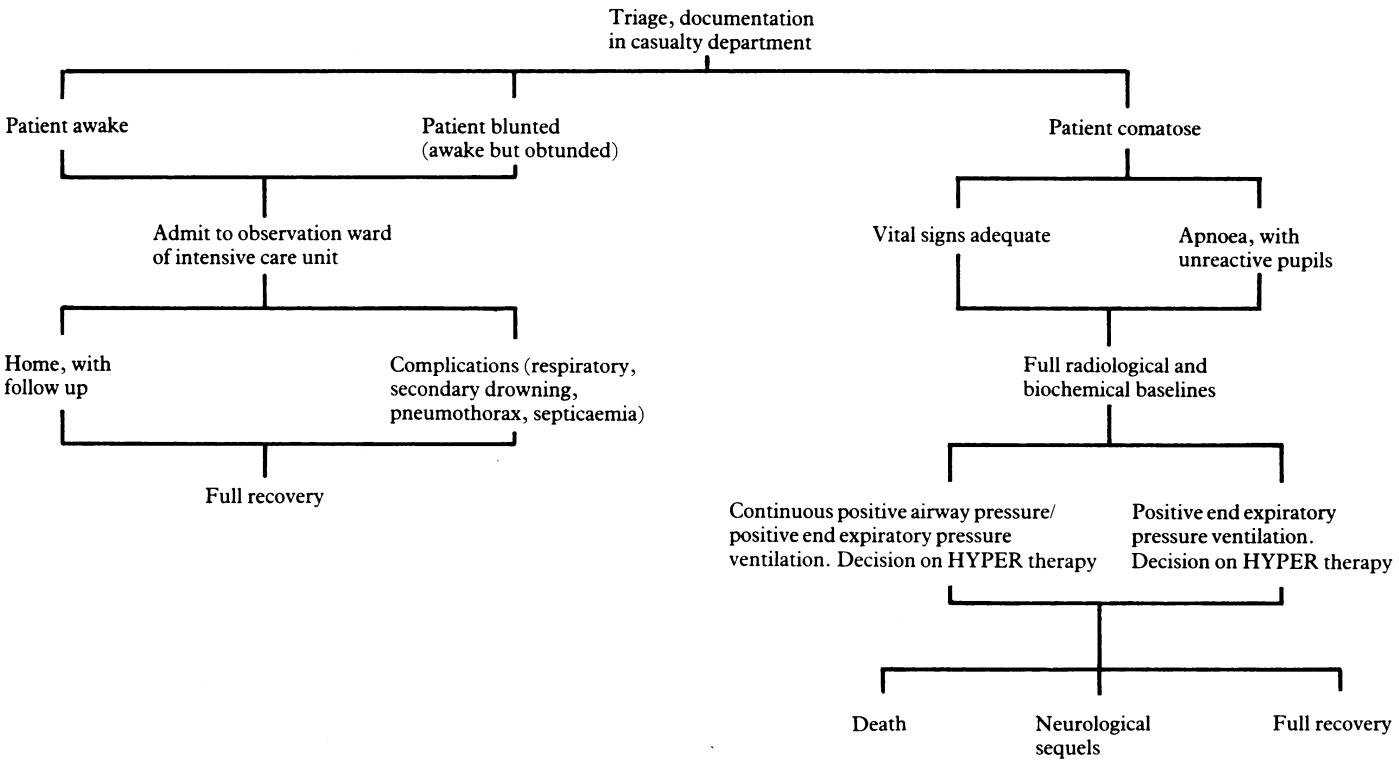 Triage, documentation
in casualty department
Patient awake
Patient blunted
(awake but obtunded)
Patient comatose
Admit to observation ward
of intensive care unit
Vital signs adequate
Apnoea, with
unreactive pupils
Home, with
follow up
Complications (respiratory,
secondary drowning,
pneumothorax, septicaemia)
Full radiological and
biochemical baselines
Full recovery
Continuous positive airway pressure/
positive end expiratory pressure
ventilation. Decision on HYPER therapy
Positive end expiratory
pressure ventilation.
Decision on HYPER therapy
Death
Neurological
sequels
Full recovery